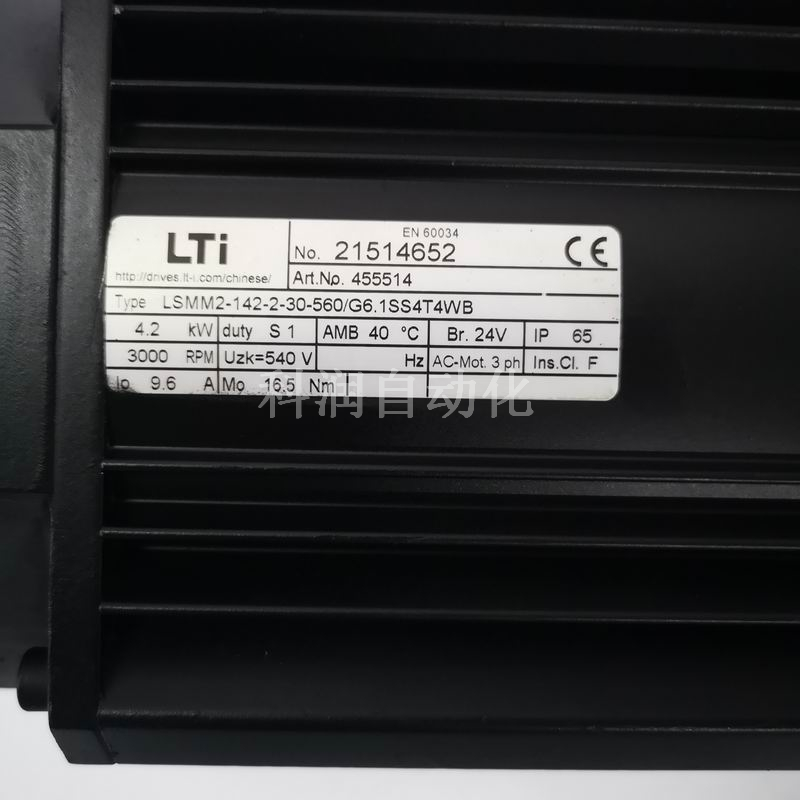 EN 60034
LTi No. 21514652 CE
http://drives.lt-i.com/chinese/ Art.No. 455514
Type LSMM2-142-2-30-560/G6.1SS4T4WB
4.2 kW duty S 1 AMB 40 °C Br. 24V IP 65
3000 RPM Uzk=540 V Hz AC-Mot. 3 ph Ins.Cl. F
Io 9.6 A Mo 16.5 Nm
科润自动化